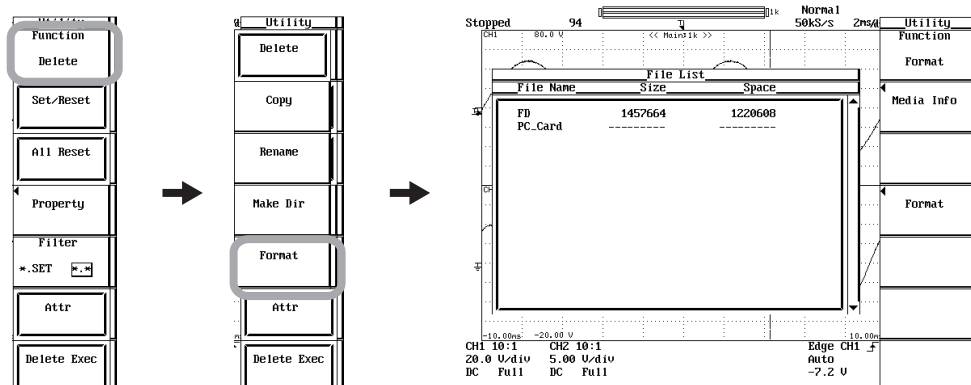 Utility
Function
Delete
Set/Reset
All Reset
Property
Filter
*.SET *.*
Attr
Delete Exec
Utility
Delete
Copy
Rename
Make Dir
Format
Attr
Delete Exec
Stopped 94 1k Normal
50kS/s 2ms/d
CH1 80.0 V << Main:1k >>
File List
File Name Size Space
FD 1457664 1220608
PC_Card --------- ---------
CH
-10.00ms -20.00 V 10.00m
CH1 10:1 CH2 10:1 Edge CH1
20.0 V/div 5.00 V/div Auto
DC Full DC Full -7.2 V
Utility
Function
Format
Media Info
Format